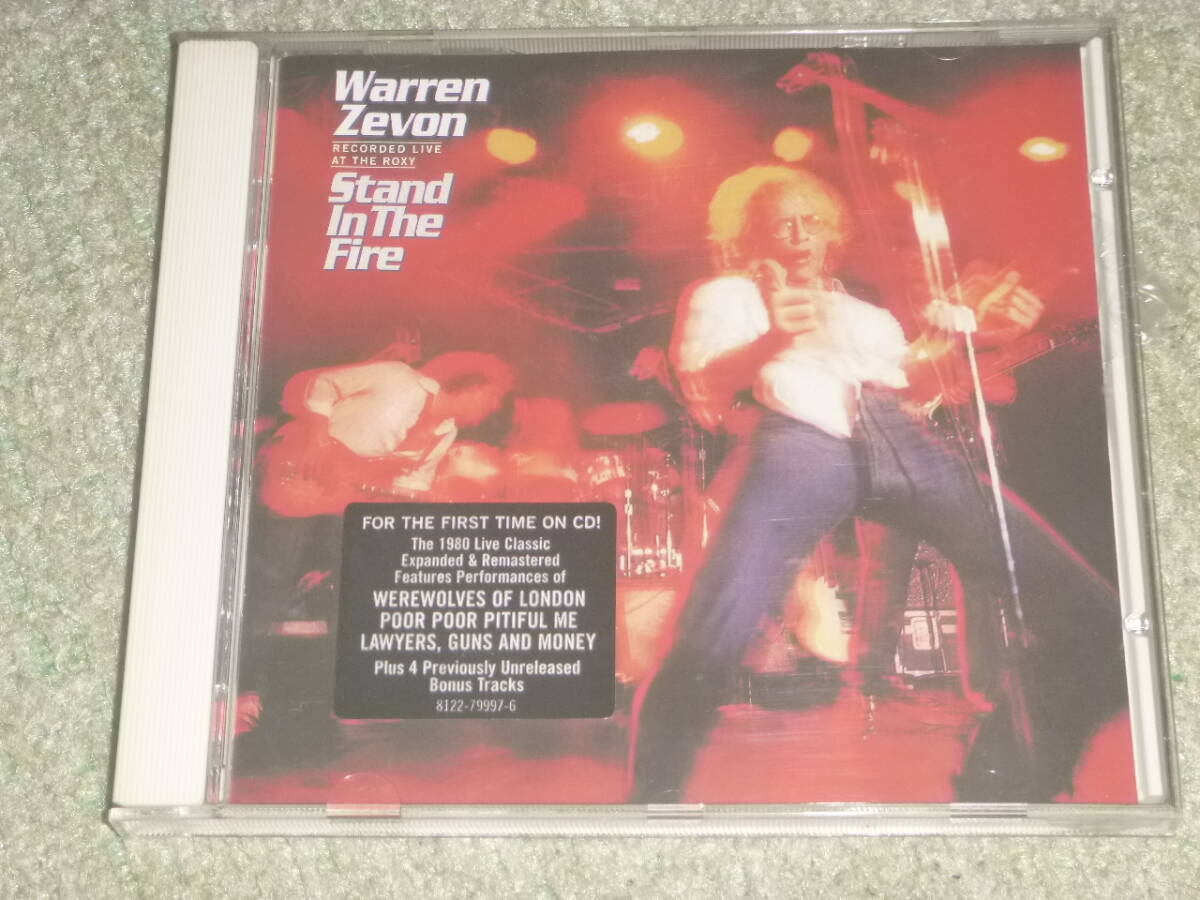 Warren
Zevon
RECORDED LIVE
AT THE ROXY
Stand
In The
Fire
FOR THE FIRST TIME ON CD!
The 1980 Live Classic
Expanded & Remastered
Features Performances of
WEREWOLVES OF LONDON
POOR POOR PITIFUL ME
LAWYERS, GUNS AND MONEY
Plus 4 Previously Unreleased
Bonus Tracks
8122-79997-6